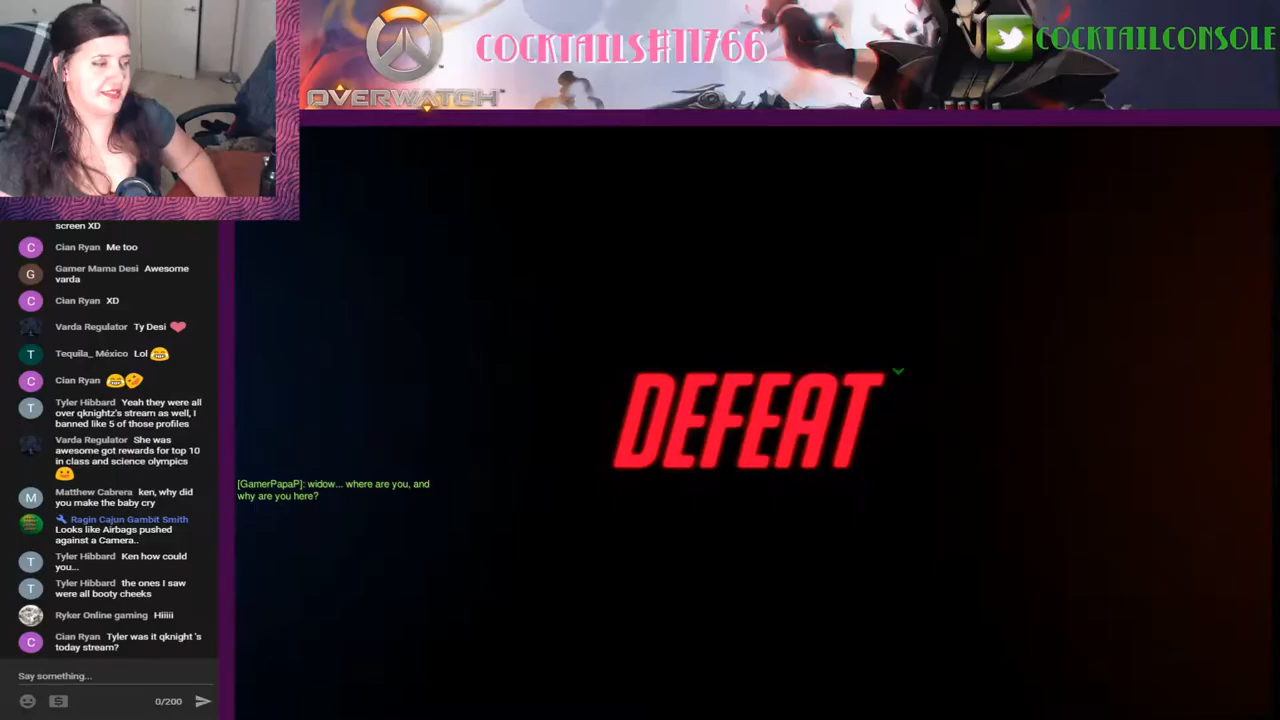 COCKTAILS#11766
COCKTAILCONSOLE
OVERWATCH™
screen XD
Cian Ryan Me too
Gamer Mama Desi Awesome
varda
Cian Ryan XD
Varda Regulator Ty Desi ❤
Tequila_ México Lol 😂
Cian Ryan 😂🤣
Tyler Hibbard Yeah they were all
over qknightz's stream as well, I
banned like 5 of those profiles
Varda Regulator She was
awesome got rewards for top 10
in class and science olympics
Matthew Cabrera ken, why did
you make the baby cry
Ragin Cajun Gambit Smith
Looks like Airbags pushed
against a Camera..
Tyler Hibbard Ken how could
you...
Tyler Hibbard the ones I saw
were all booty cheeks
Ryker Online gaming Hiiiii
Cian Ryan Tyler was it qknight 's
today stream?
Say something...
0/200
DEFEAT
[GamerPapaP]: widow... where are you, and
why are you here?